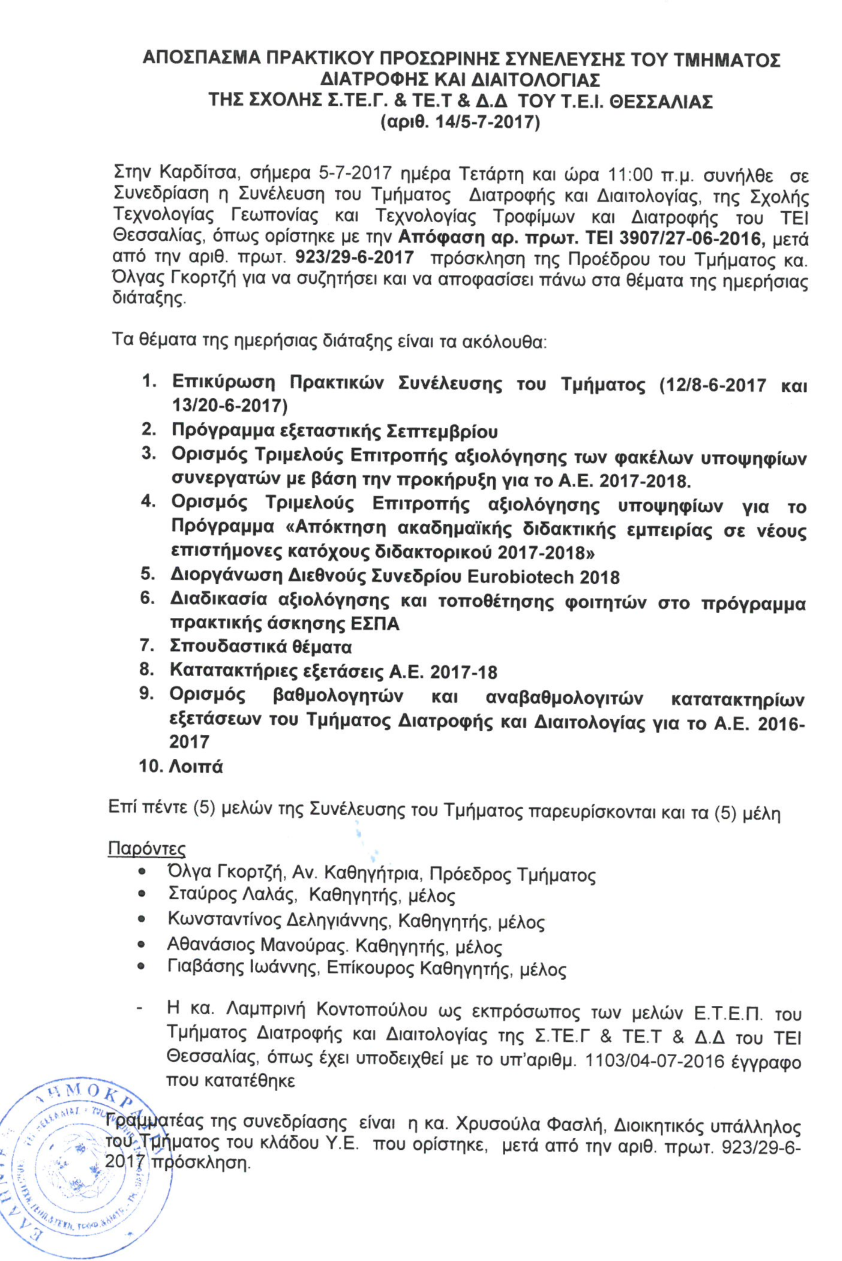 ΑΠΟΣΠΑΣΜΑ ΠΡΑΚΤΙΚΟΥ ΠΡΟΣΩΡΙΝΗΣ ΣΥΝΕΛΕΥΣΗΣ ΤΟΥ ΤΜΗΜΑΤΟΣ
ΔΙΑΤΡΟΦΗΣ ΚΑΙ ΔΙΑΙΤΟΛΟΓΙΑΣ
ΤΗΣ ΣΧΟΛΗΣ Σ.ΤΕ.Γ. & ΤΕ.Τ & Δ.Δ ΤΟΥ Τ.Ε.Ι. ΘΕΣΣΑΛΙΑΣ
(αριθ. 14/5-7-2017)
Στην Καρδίτσα, σήμερα 5-7-2017 ημέρα Τετάρτη και ώρα 11:00 π.μ. συνήλθε σε
Συνεδρίαση η Συνέλευση του Τμήματος Διατροφής και Διαιτολογίας, της Σχολής
Τεχνολογίας Γεωπονίας και Τεχνολογίας Τροφίμων και Διατροφής του ΤΕΙ
Θεσσαλίας, όπως ορίστηκε με την Απόφαση αρ. πρωτ. ΤΕΙ 3907/27-06-2016, μετά
από την αριθ. πρωτ. 923/29-6-2017 πρόσκληση της Προέδρου του Τμήματος κα.
Όλγας Γκορτζή για να συζητήσει και να αποφασίσει πάνω στα θέματα της ημερήσιας
διάταξης.
Τα θέματα της ημερήσιας διάταξης είναι τα ακόλουθα:
1. Επικύρωση Πρακτικών Συνέλευσης του Τμήματος (12/8-6-2017 και
13/20-6-2017)
2. Πρόγραμμα εξεταστικής Σεπτεμβρίου
3. Ορισμός Τριμελούς Επιτροπής αξιολόγησης των φακέλων υποψηφίων
συνεργατών με βάση την προκήρυξη για το Α.Ε. 2017-2018.
4. Ορισμός Τριμελούς Επιτροπής αξιολόγησης υποψηφίων για το
Πρόγραμμα «Απόκτηση ακαδημαϊκής διδακτικής εμπειρίας σε νέους
επιστήμονες κατόχους διδακτορικού 2017-2018»
5. Διοργάνωση Διεθνούς Συνεδρίου Eurobiotech 2018
6. Διαδικασία αξιολόγησης και τοποθέτησης φοιτητών στο πρόγραμμα
πρακτικής άσκησης ΕΣΠΑ
7. Σπουδαστικά θέματα
8. Κατατακτήριες εξετάσεις Α.Ε. 2017-18
9. Ορισμός βαθμολογητών και αναβαθμολογιτών κατατακτηρίων
εξετάσεων του Τμήματος Διατροφής και Διαιτολογίας για το Α.Ε. 2016-
2017
10. Λοιπά
Επί πέντε (5) μελών της Συνέλευσης του Τμήματος παρευρίσκονται και τα (5) μέλη
Παρόντες
• Όλγα Γκορτζή, Αν. Καθηγήτρια, Πρόεδρος Τμήματος
• Σταύρος Λαλάς, Καθηγητής, μέλος
• Κωνσταντίνος Δεληγιάννης, Καθηγητής, μέλος
• Αθανάσιος Μανούρας. Καθηγητής, μέλος
• Γιαβάσης Ιωάννης, Επίκουρος Καθηγητής, μέλος
- Η κα. Λαμπρινή Κοντοπούλου ως εκπρόσωπος των μελών Ε.Τ.Ε.Π. του
Τμήματος Διατροφής και Διαιτολογίας της Σ.ΤΕ.Γ & ΤΕ.Τ & Δ.Δ του ΤΕΙ
Θεσσαλίας, όπως έχει υποδειχθεί με το υπ'αριθμ. 1103/04-07-2016 έγγραφο
που κατατέθηκε
Γραμματέας της συνεδρίασης είναι η κα. Χρυσούλα Φασλή, Διοικητικός υπάλληλος
του Τμήματος του κλάδου Υ.Ε. που ορίστηκε, μετά από την αριθ. πρωτ. 923/29-6-
2017 πρόσκληση.